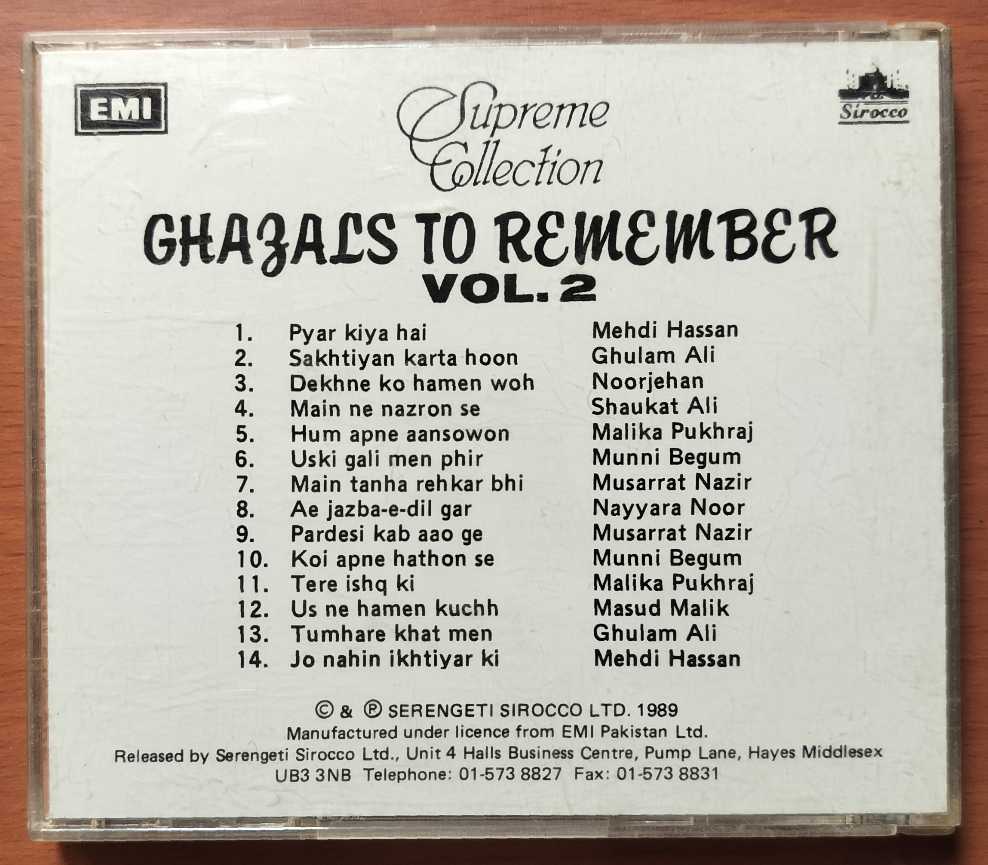 EMI
Supreme
Collection
Sirocco
GHAZALS TO REMEMBER
VOL. 2
1. Pyar kiya hai Mehdi Hassan
2. Sakhtiyan karta hoon Ghulam Ali
3. Dekhne ko hamen woh Noorjehan
4. Main ne nazron se Shaukat Ali
5. Hum apne aansowon Malika Pukhraj
6. Uski gali men phir Munni Begum
7. Main tanha rehkar bhi Musarrat Nazir
8. Ae jazba-e-dil gar Nayyara Noor
9. Pardesi kab aao ge Musarrat Nazir
10. Koi apne hathon se Munni Begum
11. Tere ishq ki Malika Pukhraj
12. Us ne hamen kuchh Masud Malik
13. Tumhare khat men Ghulam Ali
14. Jo nahin ikhtiyar ki Mehdi Hassan
© & ℗ SERENGETI SIROCCO LTD. 1989
Manufactured under licence from EMI Pakistan Ltd.
Released by Serengeti Sirocco Ltd., Unit 4 Halls Business Centre, Pump Lane, Hayes Middlesex
UB3 3NB Telephone: 01-573 8827 Fax: 01-573 8831